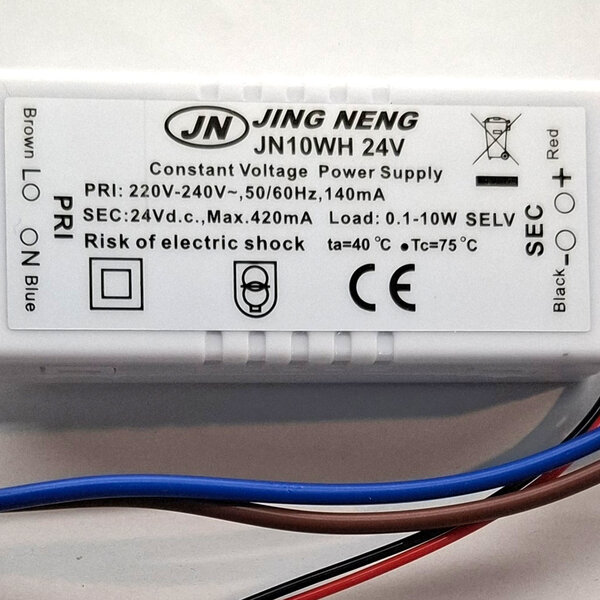 JN JING NENG
JN10WH 24V
Constant Voltage Power Supply
PRI: 220V-240V~,50/60Hz,140mA
SEC:24Vd.c.,Max.420mA Load: 0.1-10W SELV
Risk of electric shock ta=40°C •Tc=75°C
CE
Brown L
N Blue
PRI
SEC
Red +
Black -